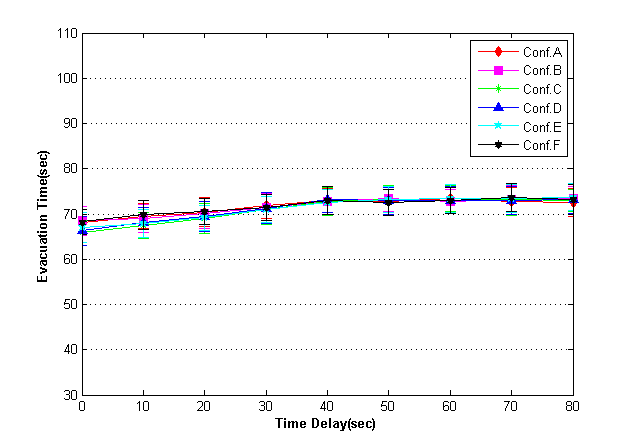 110
100
90
80
70
60
50
40
30
Evacuation Time(sec)
0 10 20 30 40 50 60 70 80
Time Delay(sec)
Conf.A
Conf.B
Conf.C
Conf.D
Conf.E
Conf.F